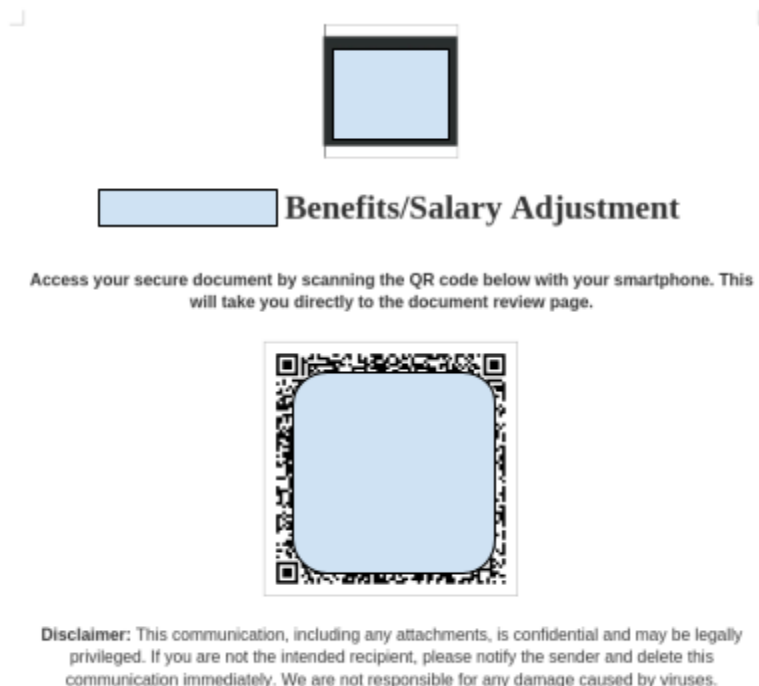 Benefits/Salary Adjustment
Access your secure document by scanning the QR code below with your smartphone. This
will take you directly to the document review page.
Disclaimer: This communication, including any attachments, is confidential and may be legally
privileged. If you are not the intended recipient, please notify the sender and delete this
communication immediately. We are not responsible for any damage caused by viruses.